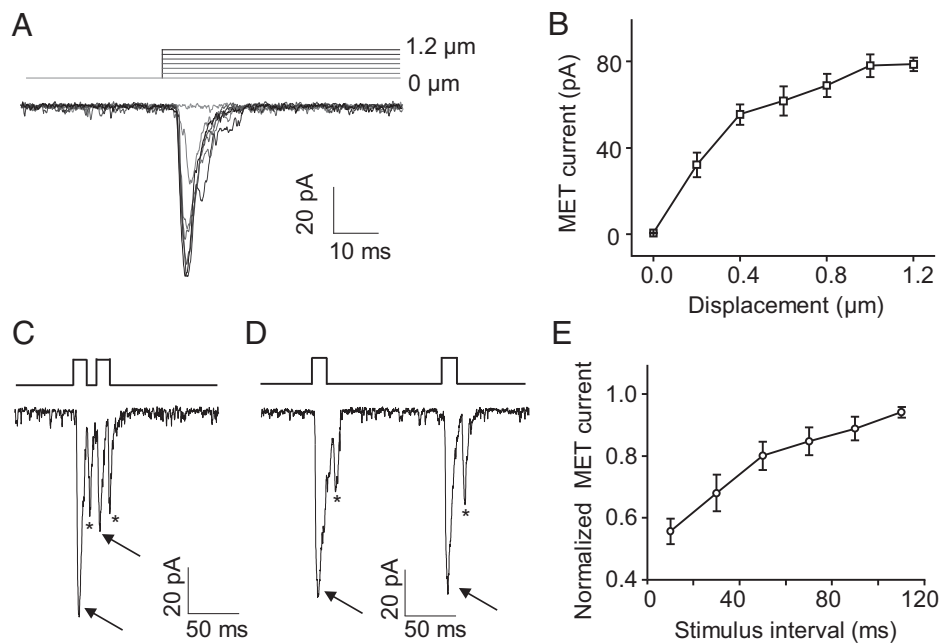 A
1.2 µm
0 µm
20 pA
10 ms
B
MET current (pA)
80
40
0
0.0
0.4
0.8
1.2
Displacement (µm)
C
*
*
20 pA
50 ms
D
*
*
20 pA
50 ms
E
Normalized MET current
1.0
0.8
0.6
0.4
0
40
80
120
Stimulus interval (ms)